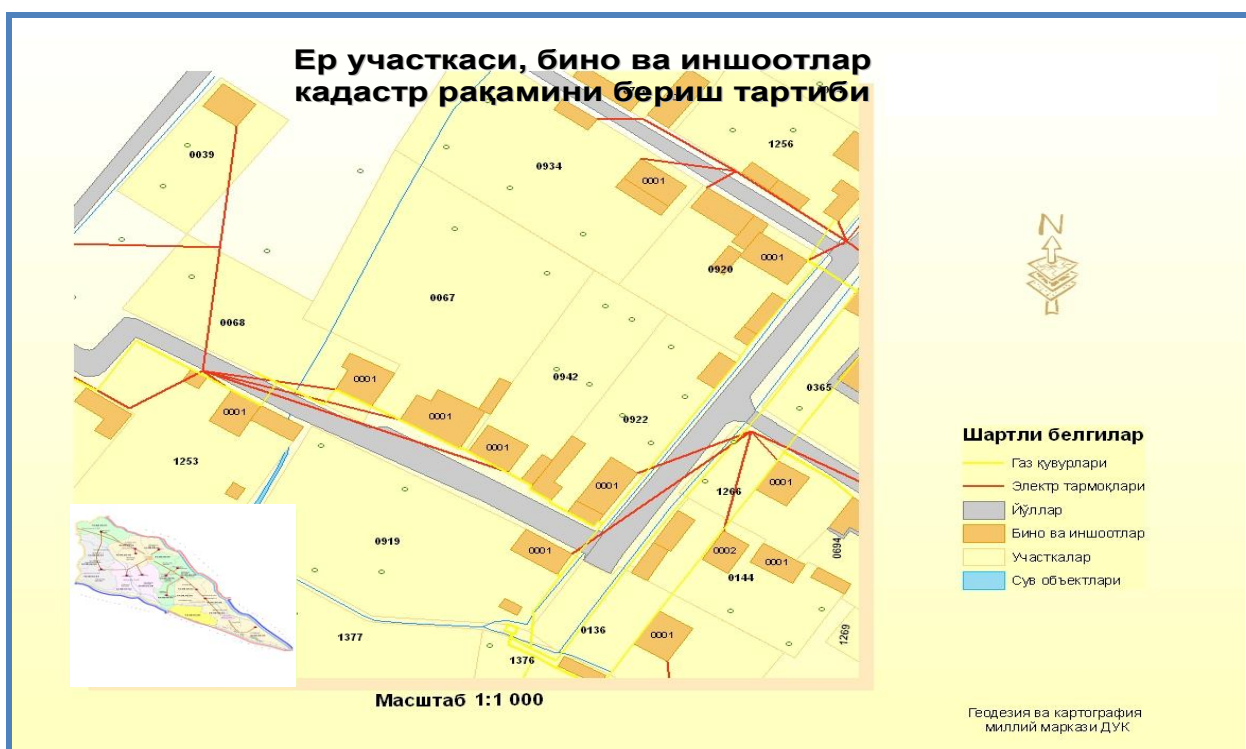 Ер участкаси, бино ва иншоотлар
кадастр рақамини бериш тартиби
0039
0934
1256
0001
0001
0920
0067
0068
0942
0365
0001
0001
0001
0001
0922
1253
0001
1266
0001
0919
0001
0002
0001
0694
0144
0136
0001
1269
1377
1376
N
Шартли белгилар
Газ қувурлари
Электр тармоқлари
Йўллар
Бино ва иншоотлар
Участкалар
Сув объектлари
Масштаб 1:1 000
Геодезия ва картография
миллий маркази ДУК